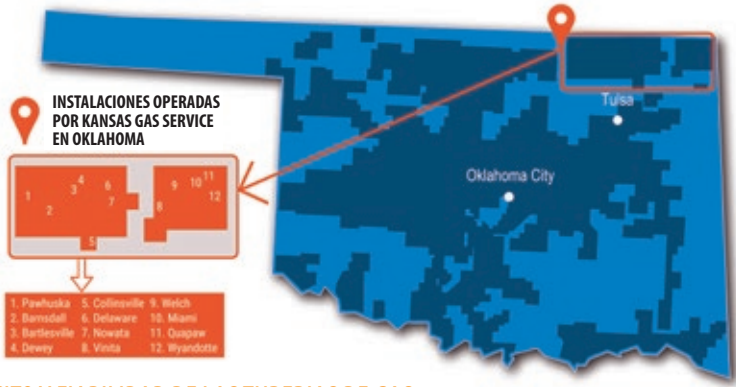 Tulsa
INSTALACIONES OPERADAS
POR KANSAS GAS SERVICE
EN OKLAHOMA
Oklahoma City
1 2 3 4 5 6 7 8 9 10 11 12
1. Pawhuska 5. Collinsville 9. Welch
2. Barnsdall 6. Delaware 10. Miami
3. Bartlesville 7. Nowata 11. Quapaw
4. Dewey 8. Vinita 12. Wyandotte